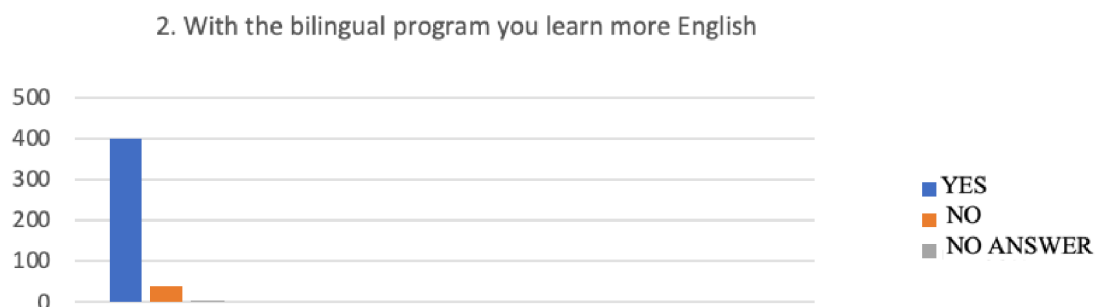 2. With the bilingual program you learn more English
500
400
300
200
100
0
YES
NO
NO ANSWER